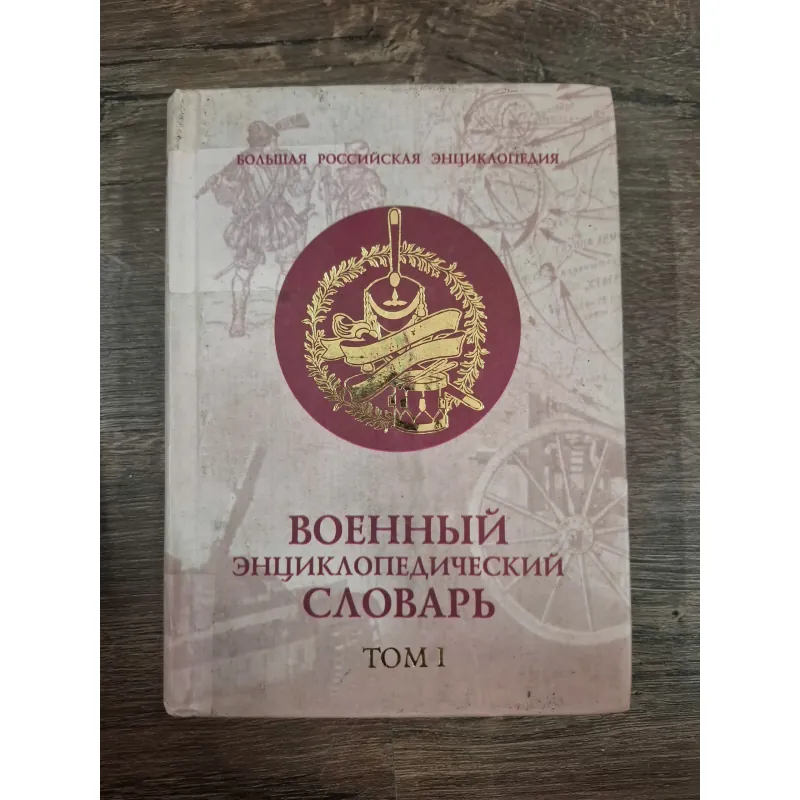 БОЛЬШАЯ РОССИЙСКАЯ ЭНЦИКЛОПЕДИЯ
ВОЕННЫЙ
ЭНЦИКЛОПЕДИЧЕСКИЙ
СЛОВАРЬ
ТОМ I